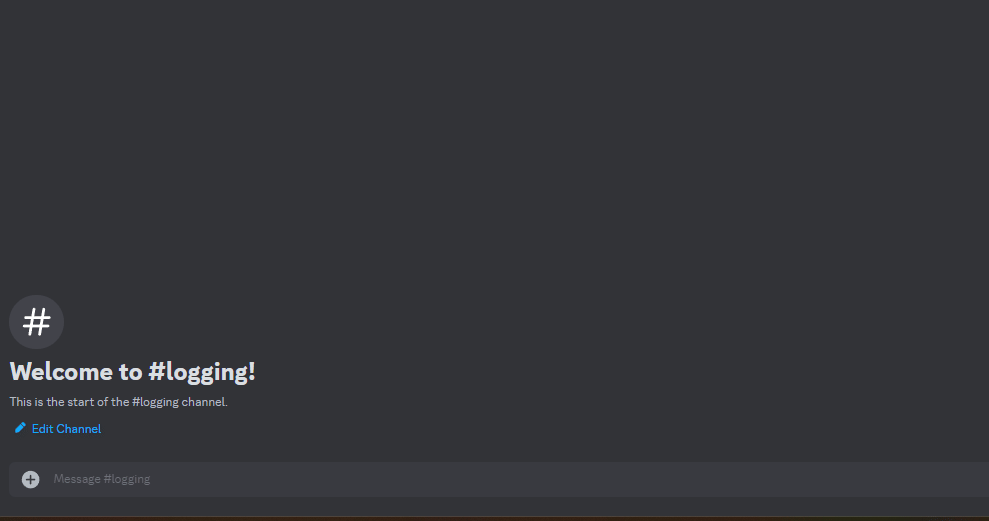 #
Welcome to #logging!
This is the start of the #logging channel.
Edit Channel
Message #logging